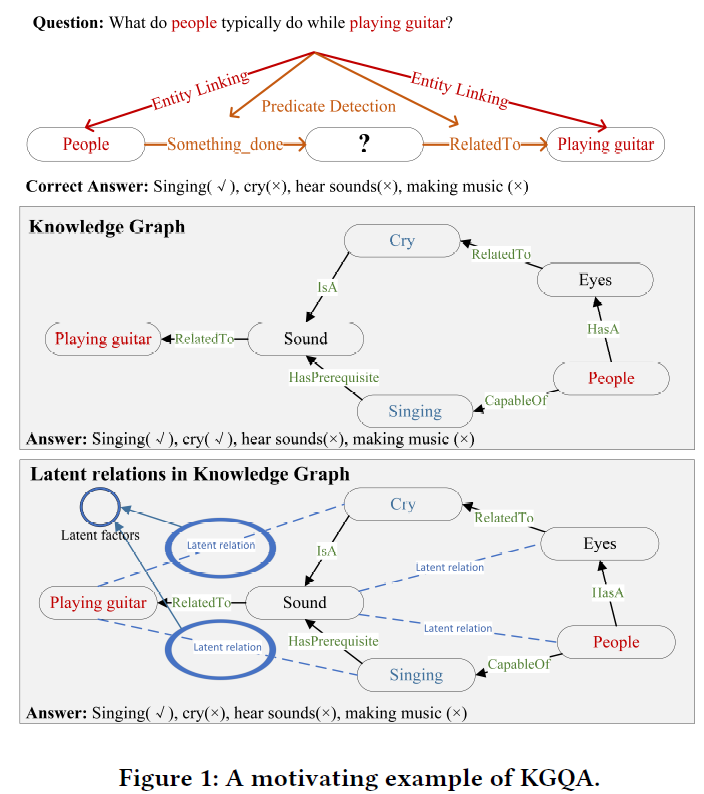 Question: What do people typically do while playing guitar?
Entity Linking
Entity Linking
Predicate Detection
People
Something_done
?
RelatedTo
Playing guitar
Correct Answer: Singing( √ ), cry(×), hear sounds(×), making music (×)
Knowledge Graph
Cry
RelatedTo
Eyes
IsA
Playing guitar
RelatedTo
Sound
HasA
HasPrerequisite
People
CapableOf
Singing
Answer: Singing( √ ), cry( √ ), hear sounds(×), making music (×)
Latent relations in Knowledge Graph
Cry
Latent factors
RelatedTo
Latent relation
Eyes
IsA
Latent relation
Playing guitar
RelatedTo
Sound
HasA
Latent relation
HasPrerequisite
People
Latent relation
CapableOf
Singing
Answer: Singing( √ ), cry(×), hear sounds(×), making music (×)
Figure 1: A motivating example of KGQA.